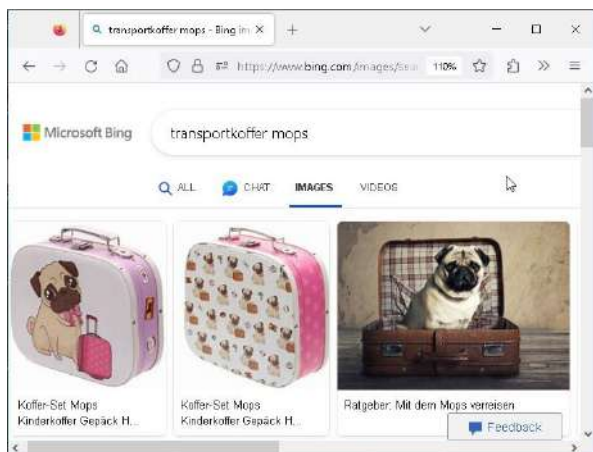 transportkoffer mops - Bing im
https://www.bing.com/images/sear
110%
Microsoft Bing
transportkoffer mops
ALL
CHAT
IMAGES
VIDEOS
Koffer-Set Mops
Kinderkoffer Gepäck H...
Koffer-Set Mops
Kinderkoffer Gepäck H...
Ratgeber: Mit dem Mops verreisen
Feedback